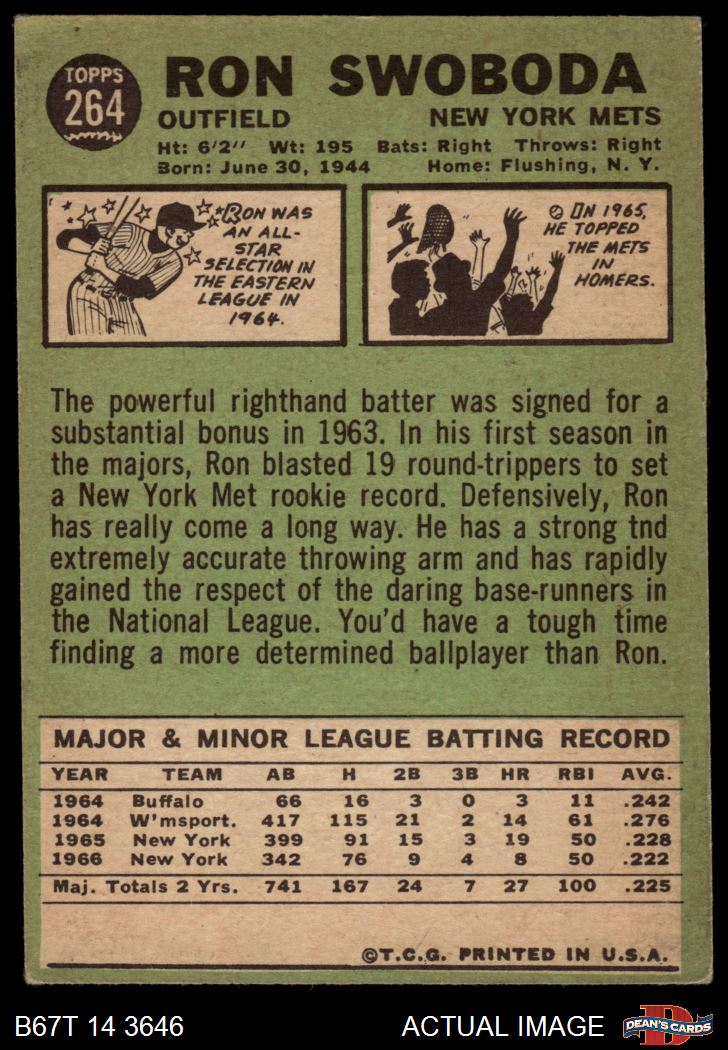 TOPPS
264
RON SWOBODA
OUTFIELD NEW YORK METS
Ht: 6'2" Wt: 195 Bats: Right Throws: Right
Born: June 30, 1944 Home: Flushing, N. Y.
RON WAS
AN ALL-
STAR
SELECTION IN
THE EASTERN
LEAGUE IN
1964.
IN 1965,
HE TOPPED
THE METS
IN
HOMERS.
The powerful righthand batter was signed for a
substantial bonus in 1963. In his first season in
the majors, Ron blasted 19 round-trippers to set
a New York Met rookie record. Defensively, Ron
has really come a long way. He has a strong tnd
extremely accurate throwing arm and has rapidly
gained the respect of the daring base-runners in
the National League. You'd have a tough time
finding a more determined ballplayer than Ron.
MAJOR & MINOR LEAGUE BATTING RECORD
YEAR TEAM AB H 2B 3B HR RBI AVG.
1964 Buffalo 66 16 3 0 3 11 .242
1964 W'msport. 417 115 21 2 14 61 .276
1965 New York 399 91 15 3 19 50 .228
1966 New York 342 76 9 4 8 50 .222
Maj. Totals 2 Yrs. 741 167 24 7 27 100 .225
©T.C.G. PRINTED IN U.S.A.
B67T 14 3646 ACTUAL IMAGE
D
DEAN'S CARDS